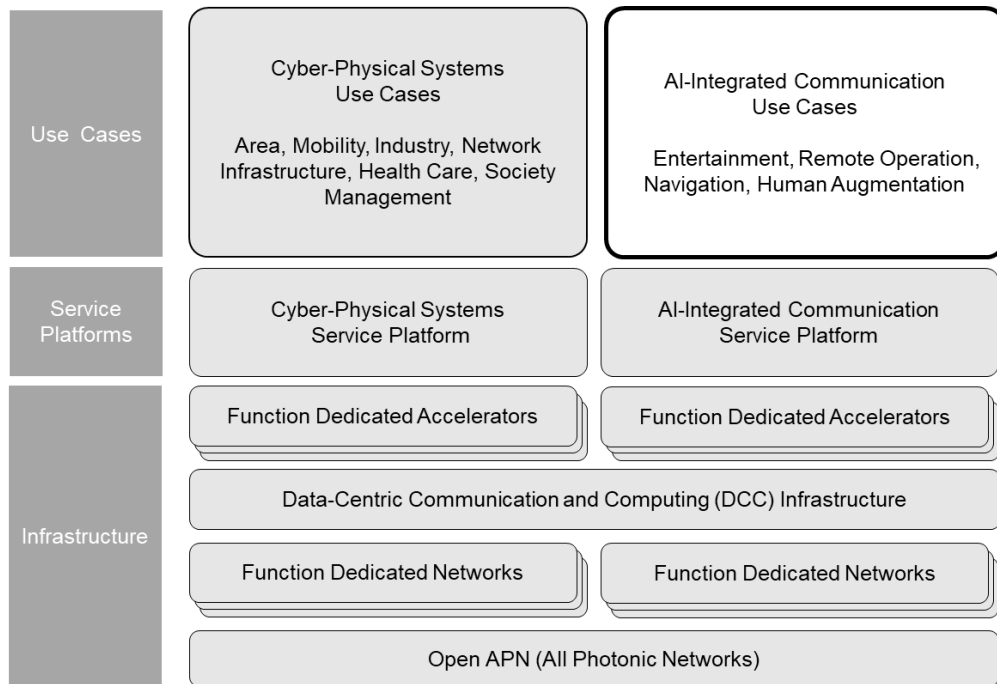 Use Cases
Cyber-Physical Systems
Use Cases
Area, Mobility, Industry, Network
Infrastructure, Health Care, Society
Management
AI-Integrated Communication
Use Cases
Entertainment, Remote Operation,
Navigation, Human Augmentation
Service
Platforms
Cyber-Physical Systems
Service Platform
AI-Integrated Communication
Service Platform
Infrastructure
Function Dedicated Accelerators
Function Dedicated Accelerators
Data-Centric Communication and Computing (DCC) Infrastructure
Function Dedicated Networks
Function Dedicated Networks
Open APN (All Photonic Networks)